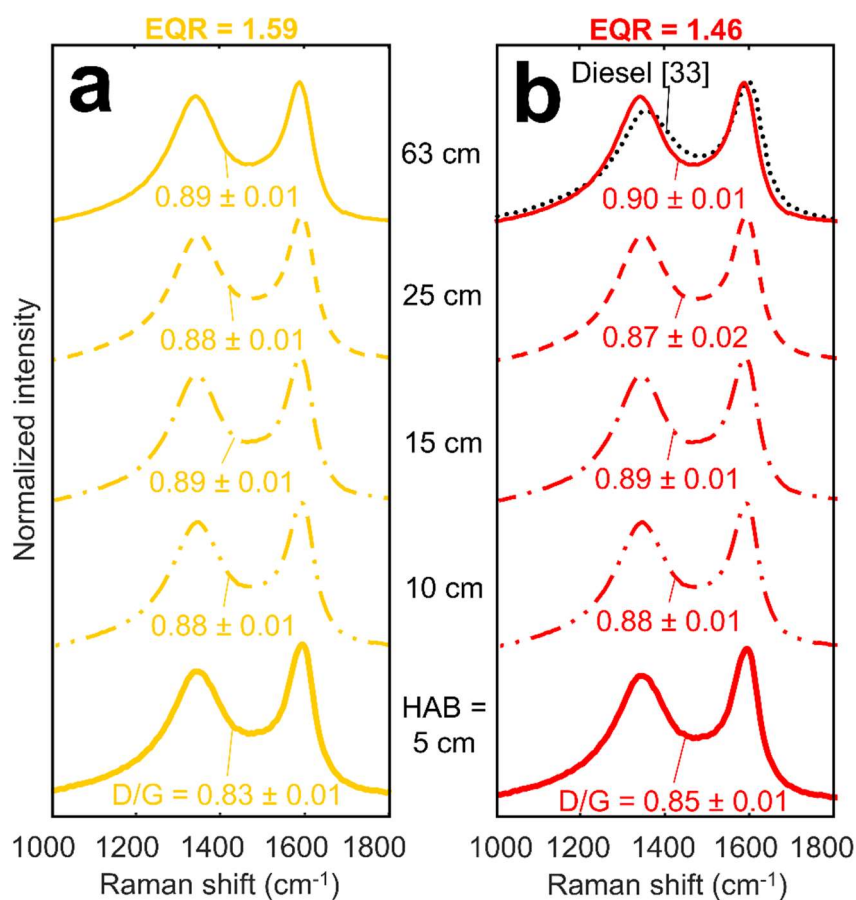 EQR = 1.59
EQR = 1.46
a
b
Diesel [33]
63 cm
0.89 ± 0.01
0.90 ± 0.01
25 cm
0.88 ± 0.01
0.87 ± 0.02
15 cm
0.89 ± 0.01
0.89 ± 0.01
10 cm
0.88 ± 0.01
0.88 ± 0.01
HAB =
5 cm
D/G = 0.83 ± 0.01
D/G = 0.85 ± 0.01
Normalized intensity
1000 1200 1400 1600 1800
1000 1200 1400 1600 1800
Raman shift (cm⁻¹)
Raman shift (cm⁻¹)